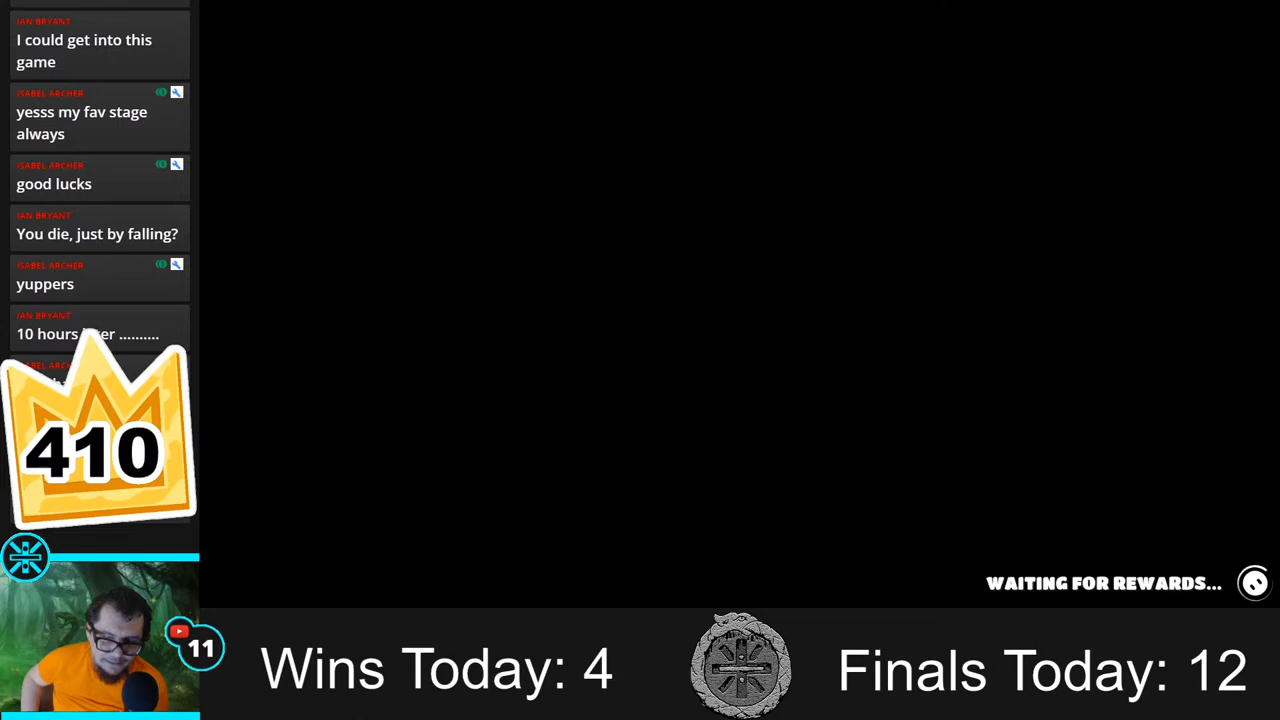 IAN BRYANT
I could get into this
game
ISABEL ARCHER
yesss my fav stage
always
ISABEL ARCHER
good lucks
IAN BRYANT
You die, just by falling?
ISABEL ARCHER
yuppers
IAN BRYANT
10 hours ..........
410
11
WAITING FOR REWARDS...
Wins Today: 4
Finals Today: 12